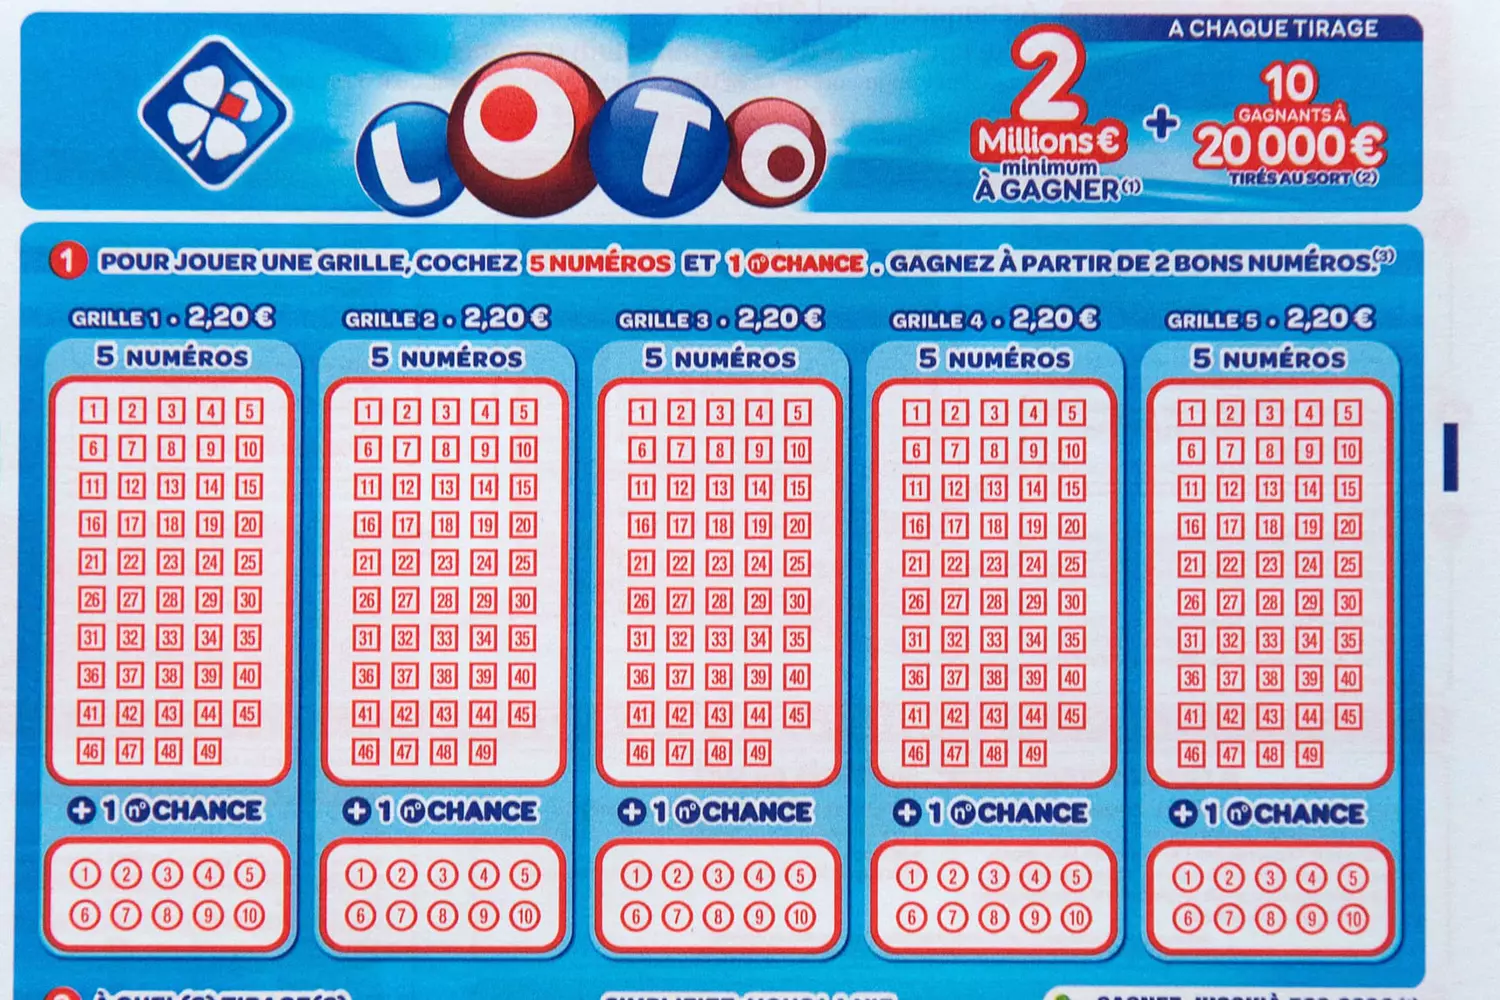 LOTO
A CHAQUE TIRAGE
2 Millions € minimum À GAGNER (1)
+
10 GAGNANTS À 20 000 € TIRÉS AU SORT (2)
1 POUR JOUER UNE GRILLE, COCHEZ 5 NUMÉROS ET 1 n° CHANCE. GAGNEZ À PARTIR DE 2 BONS NUMÉROS.(3)
GRILLE 1 • 2,20 €
5 NUMÉROS
1 2 3 4 5
6 7 8 9 10
11 12 13 14 15
16 17 18 19 20
21 22 23 24 25
26 27 28 29 30
31 32 33 34 35
36 37 38 39 40
41 42 43 44 45
46 47 48 49
+ 1 n° CHANCE
1 2 3 4 5
6 7 8 9 10
GRILLE 2 • 2,20 €
5 NUMÉROS
1 2 3 4 5
6 7 8 9 10
11 12 13 14 15
16 17 18 19 20
21 22 23 24 25
26 27 28 29 30
31 32 33 34 35
36 37 38 39 40
41 42 43 44 45
46 47 48 49
+ 1 n° CHANCE
1 2 3 4 5
6 7 8 9 10
GRILLE 3 • 2,20 €
5 NUMÉROS
1 2 3 4 5
6 7 8 9 10
11 12 13 14 15
16 17 18 19 20
21 22 23 24 25
26 27 28 29 30
31 32 33 34 35
36 37 38 39 40
41 42 43 44 45
46 47 48 49
+ 1 n° CHANCE
1 2 3 4 5
6 7 8 9 10
GRILLE 4 • 2,20 €
5 NUMÉROS
1 2 3 4 5
6 7 8 9 10
11 12 13 14 15
16 17 18 19 20
21 22 23 24 25
26 27 28 29 30
31 32 33 34 35
36 37 38 39 40
41 42 43 44 45
46 47 48 49
+ 1 n° CHANCE
1 2 3 4 5
6 7 8 9 10
GRILLE 5 • 2,20 €
5 NUMÉROS
1 2 3 4 5
6 7 8 9 10
11 12 13 14 15
16 17 18 19 20
21 22 23 24 25
26 27 28 29 30
31 32 33 34 35
36 37 38 39 40
41 42 43 44 45
46 47 48 49
+ 1 n° CHANCE
1 2 3 4 5
6 7 8 9 10
À QUEL(S) TIRAGE(S)